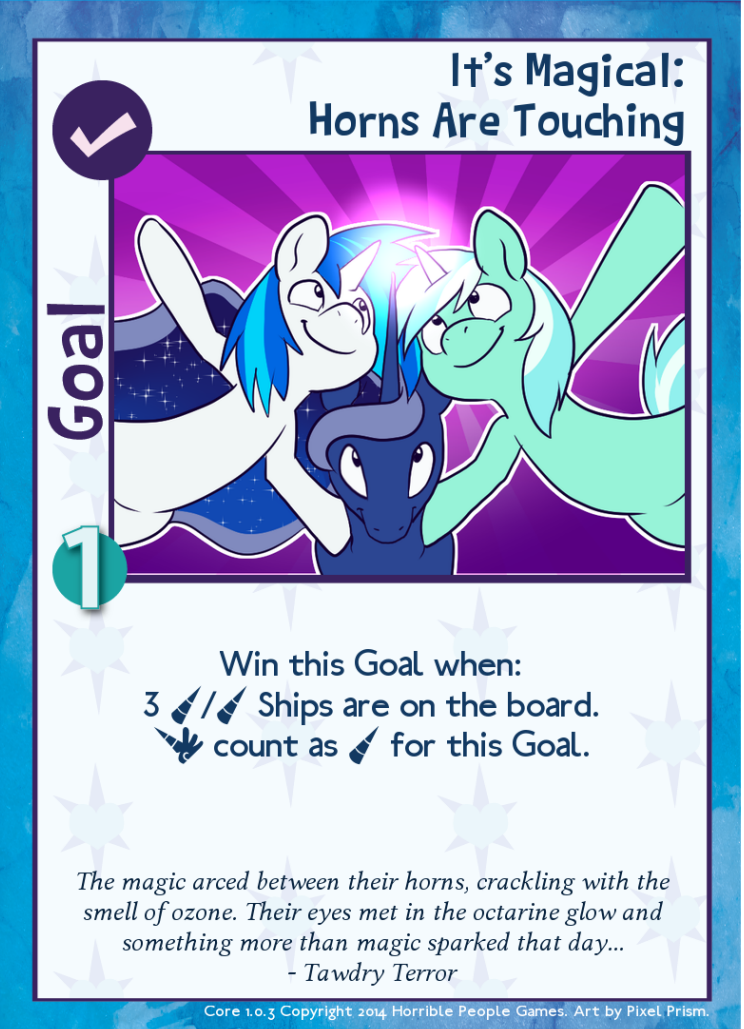 It's Magical:
Horns Are Touching
Goal
1
Win this Goal when:
3 / Ships are on the board.
count as for this Goal.
The magic arced between their horns, crackling with the
smell of ozone. Their eyes met in the octarine glow and
something more than magic sparked that day...
- Tawdry Terror
Core 1.0.3 Copyright 2014 Horrible People Games. Art by Pixel Prism.